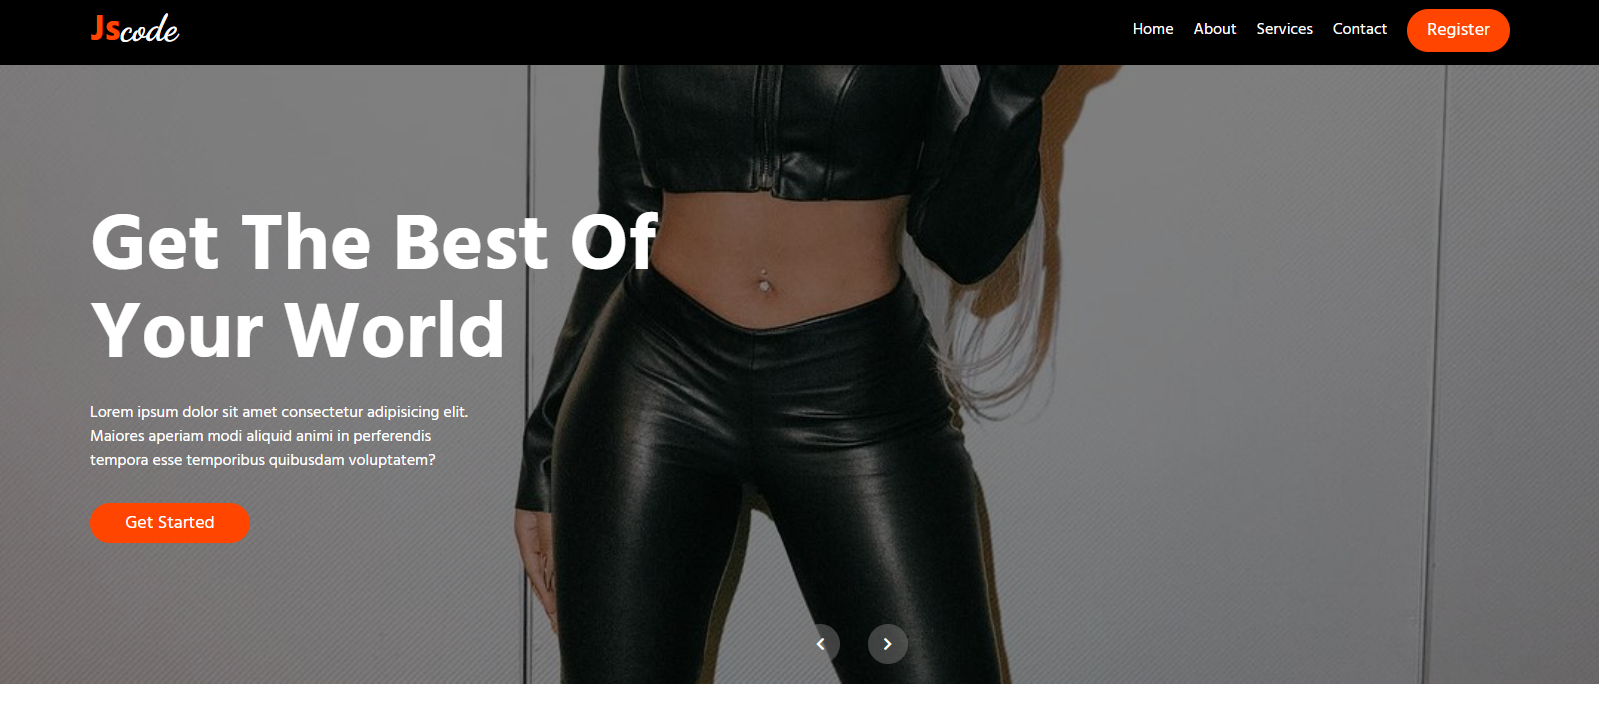 Jscode
Home About Services Contact Register
Get The Best Of
Your World
Lorem ipsum dolor sit amet consectetur adipisicing elit.
Maiores aperiam modi aliquid animi in perferendis
tempora esse temporibus quibusdam voluptatem?
Get Started